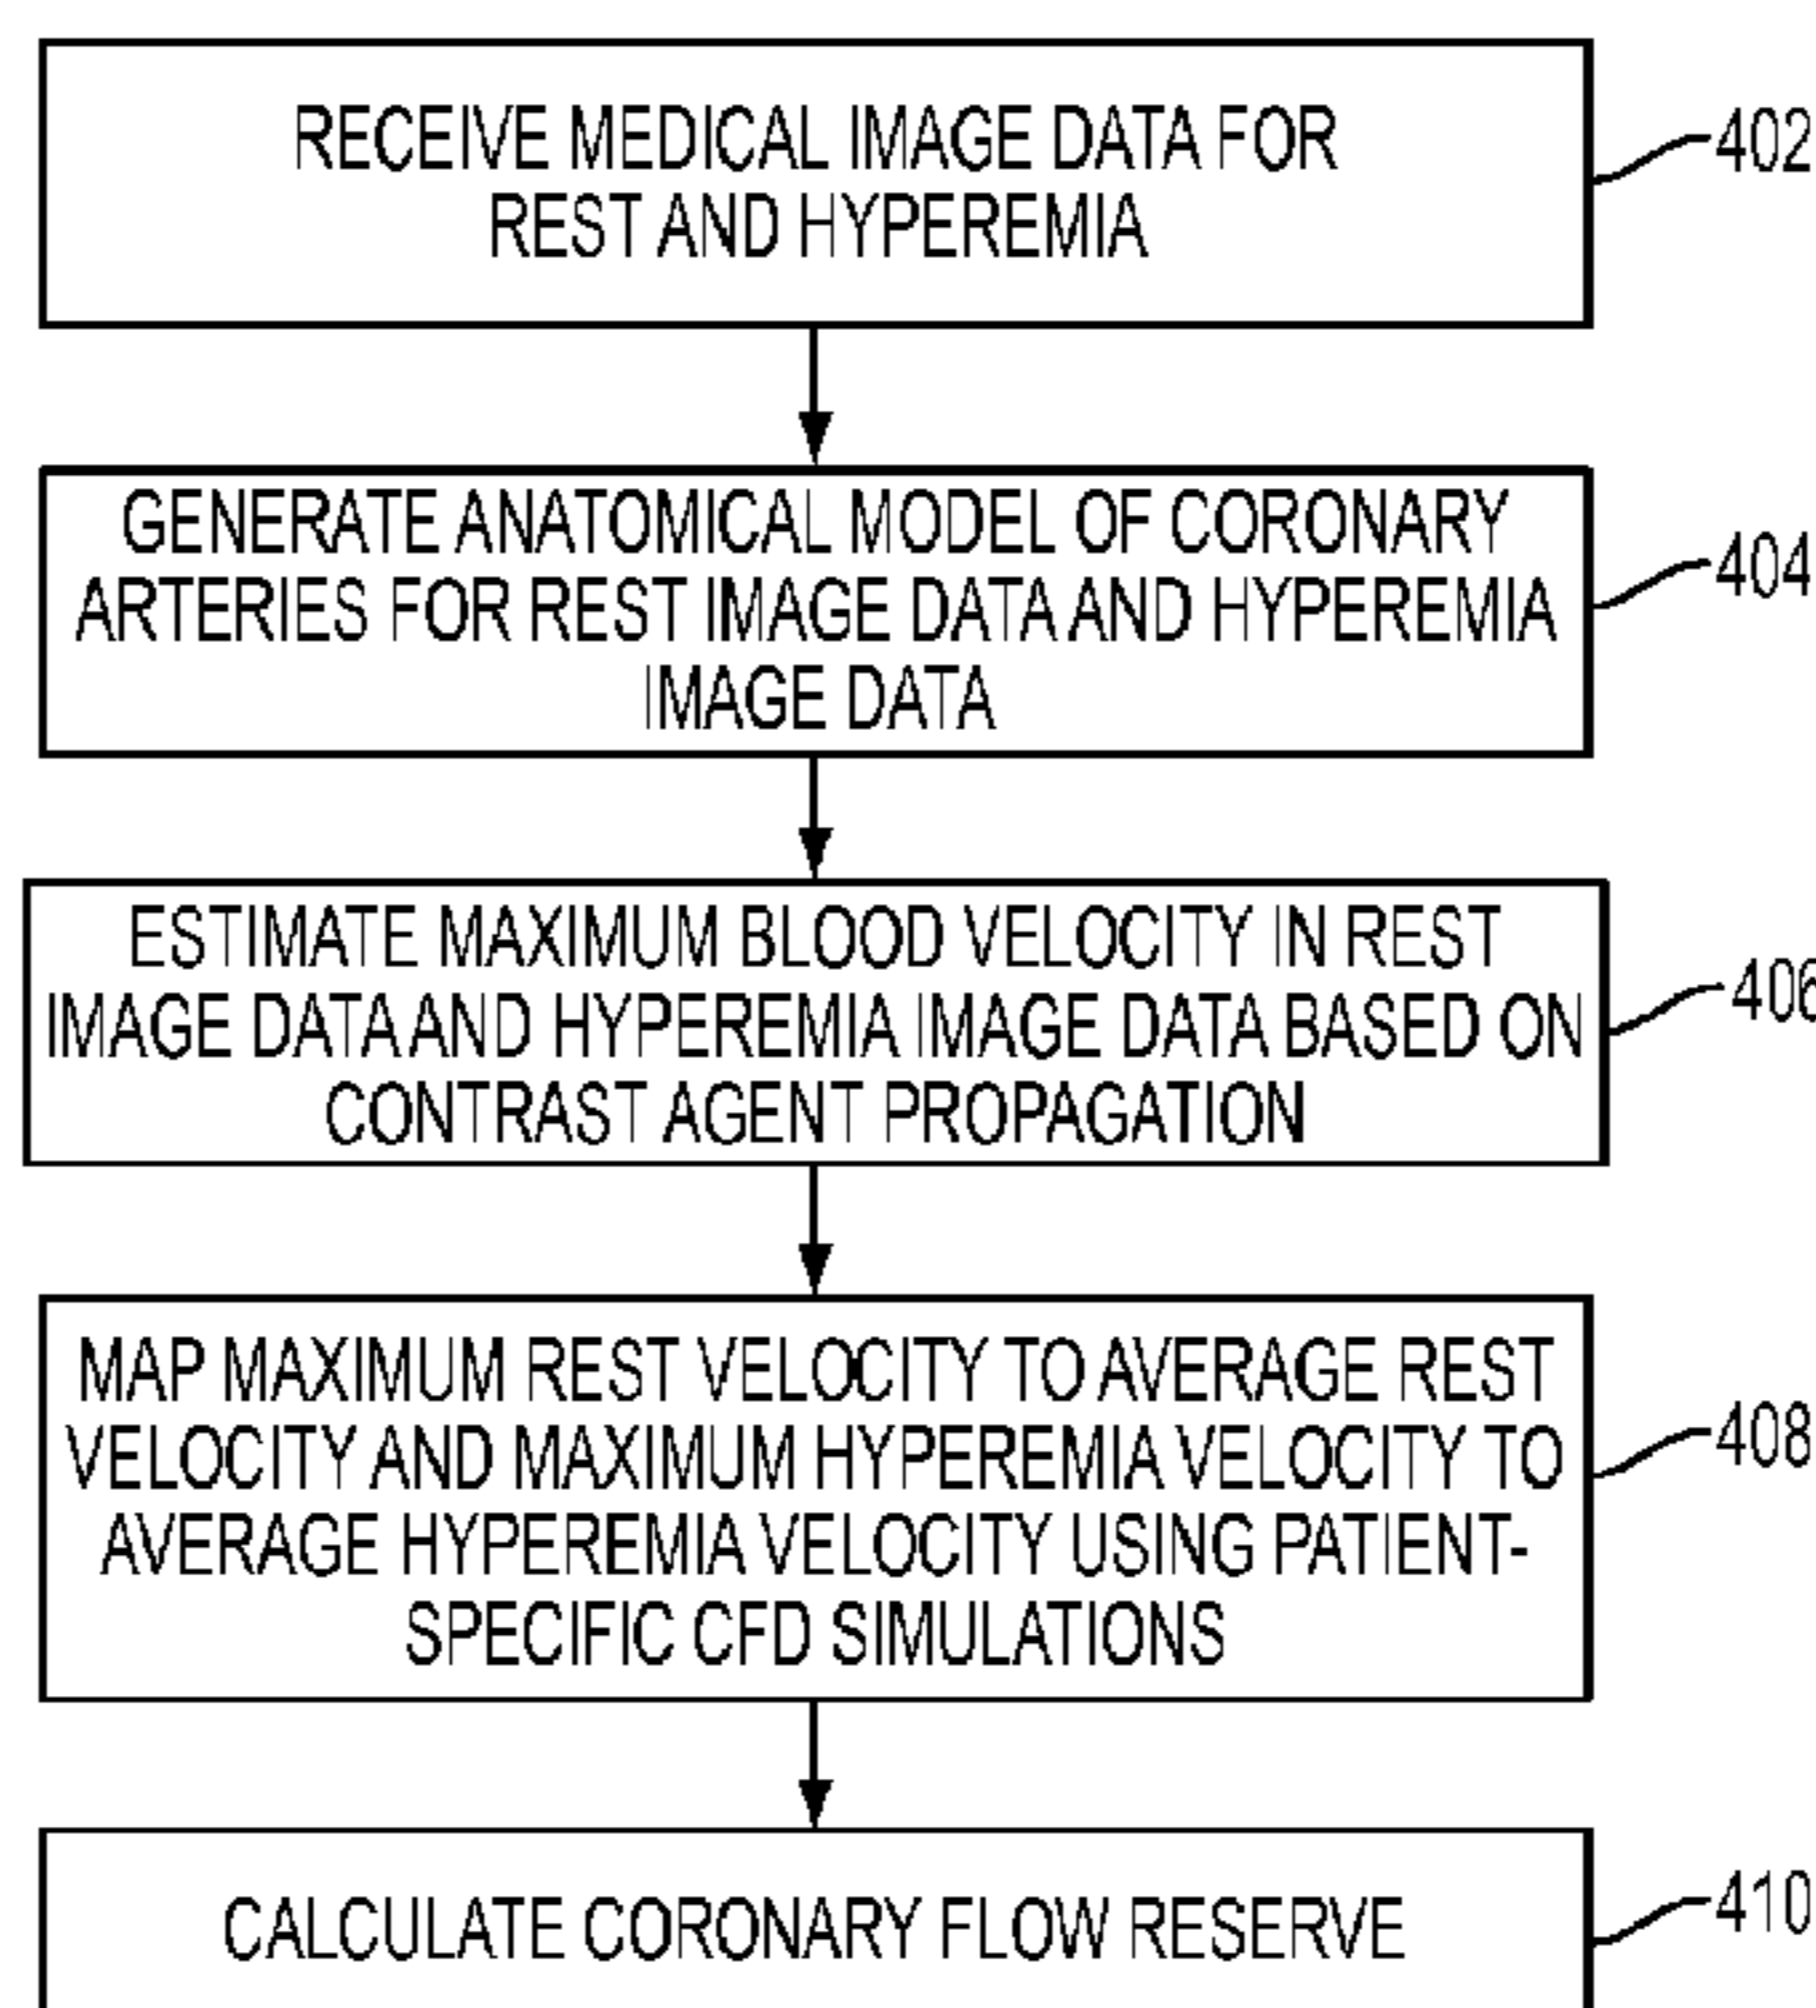 RECEIVE MEDICAL IMAGE DATA FOR
REST AND HYPEREMIA
402
GENERATE ANATOMICAL MODEL OF CORONARY
ARTERIES FOR REST IMAGE DATA AND HYPEREMIA
IMAGE DATA
404
ESTIMATE MAXIMUM BLOOD VELOCITY IN REST
IMAGE DATA AND HYPEREMIA IMAGE DATA BASED ON
CONTRAST AGENT PROPAGATION
406
MAP MAXIMUM REST VELOCITY TO AVERAGE REST
VELOCITY AND MAXIMUM HYPEREMIA VELOCITY TO
AVERAGE HYPEREMIA VELOCITY USING PATIENT-
SPECIFIC CFD SIMULATIONS
408
CALCULATE CORONARY FLOW RESERVE
410